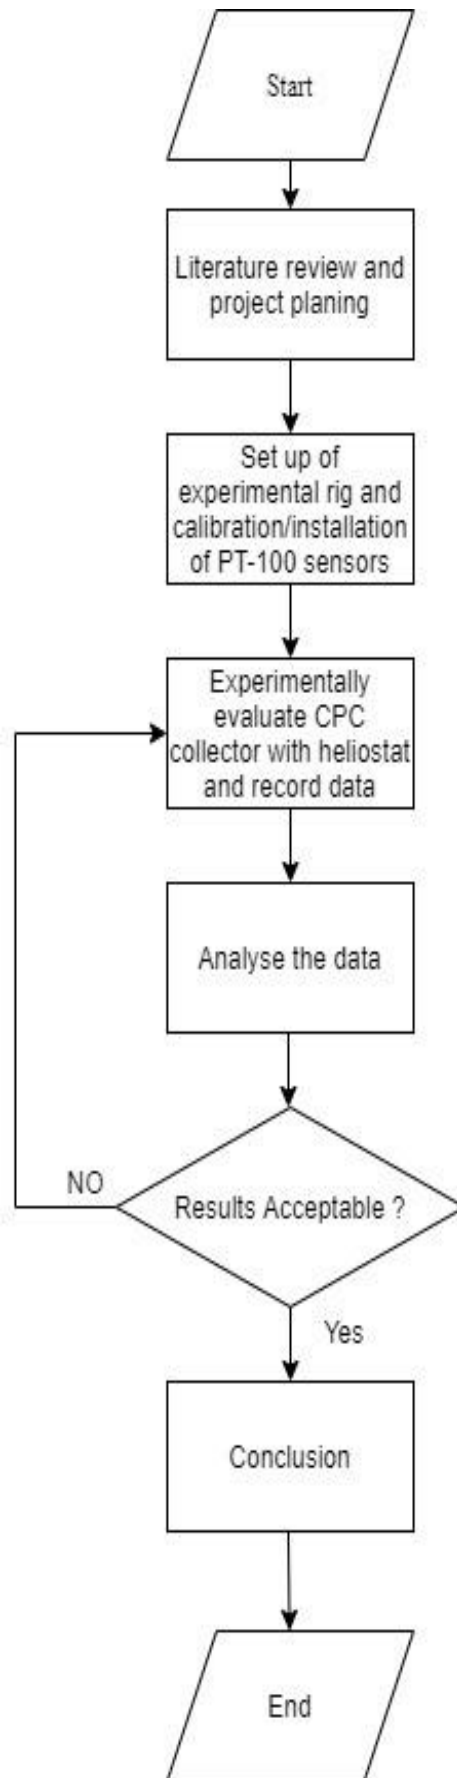 Start
Literature review and
project planing
Set up of
experimental rig and
calibration/installation
of PT-100 sensors
Experimentally
evaluate CPC
collector with heliostat
and record data
Analyse the data
NO
Results Acceptable ?
Yes
Conclusion
End